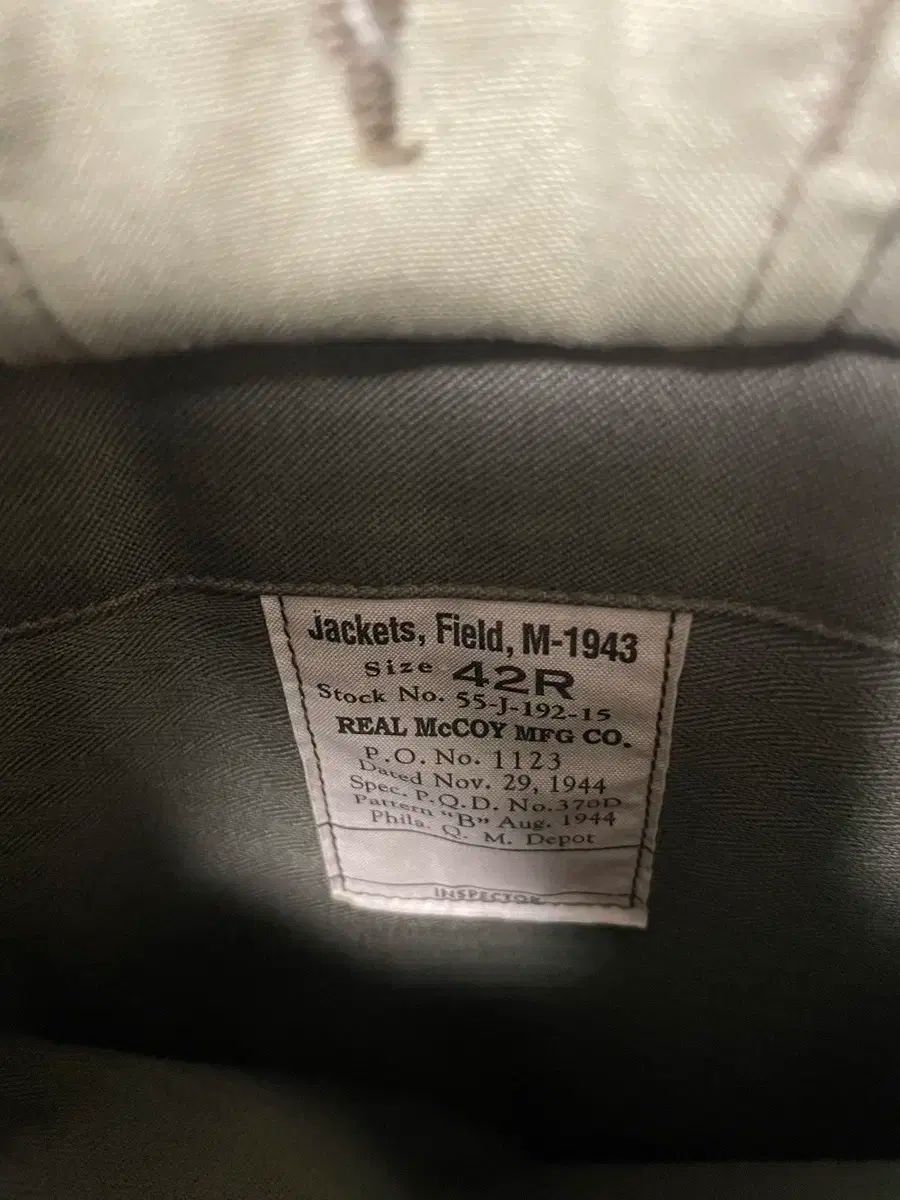 Jackets, Field, M-1943
Size 42R
Stock No. 55-J-192-15
REAL McCOY MFG CO.
P.O. No. 1123
Dated Nov. 29, 1944
Spec. P.Q.D. No. 370D
Pattern "B" Aug. 1944
Phila. Q. M. Depot
INSPECTOR